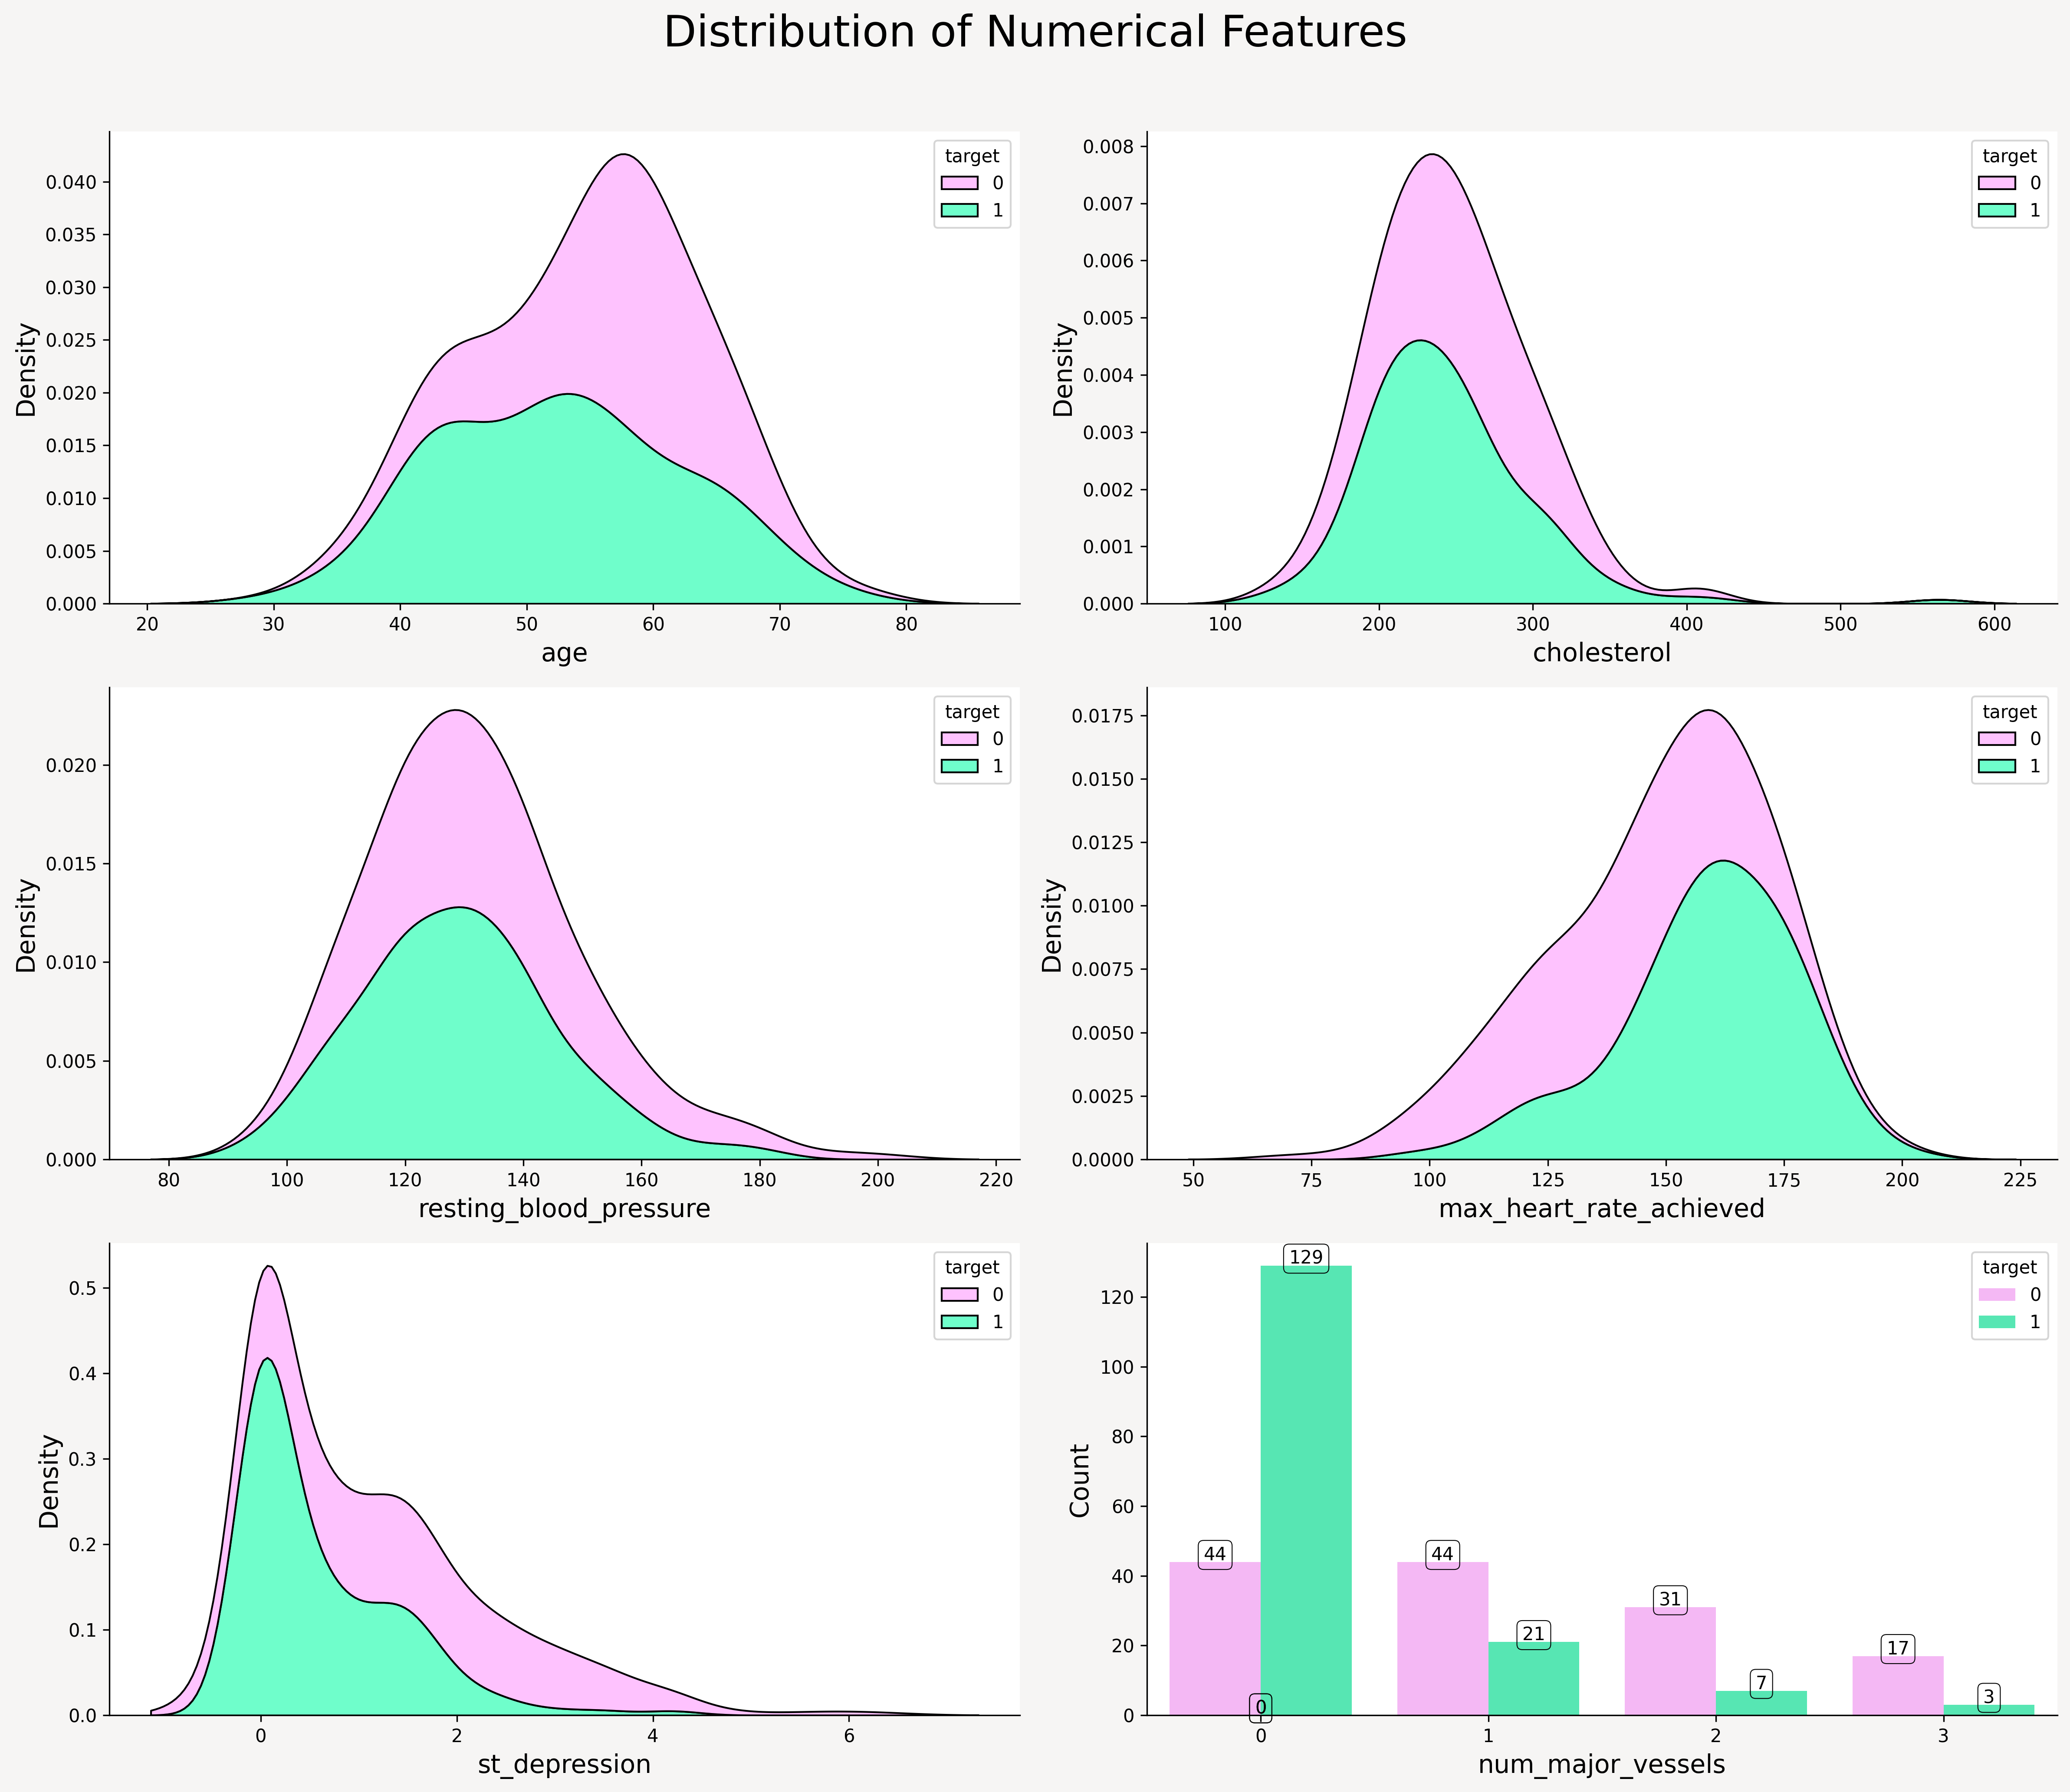 Distribution of Numerical Features
target
0
1
0.040
0.035
0.030
0.025
0.020
0.015
0.010
0.005
0.000
Density
20 30 40 50 60 70 80
age
target
0
1
0.008
0.007
0.006
0.005
0.004
0.003
0.002
0.001
0.000
Density
100 200 300 400 500 600
cholesterol
target
0
1
0.020
0.015
0.010
0.005
0.000
Density
80 100 120 140 160 180 200 220
resting_blood_pressure
target
0
1
0.0175
0.0150
0.0125
0.0100
0.0075
0.0050
0.0025
0.0000
Density
50 75 100 125 150 175 200 225
max_heart_rate_achieved
target
0
1
0.5
0.4
0.3
0.2
0.1
0.0
Density
0 2 4 6
st_depression
target
0
1
120
100
80
60
40
20
0
Count
129
44
44
31
21
17
7
3
0
0 1 2 3
num_major_vessels